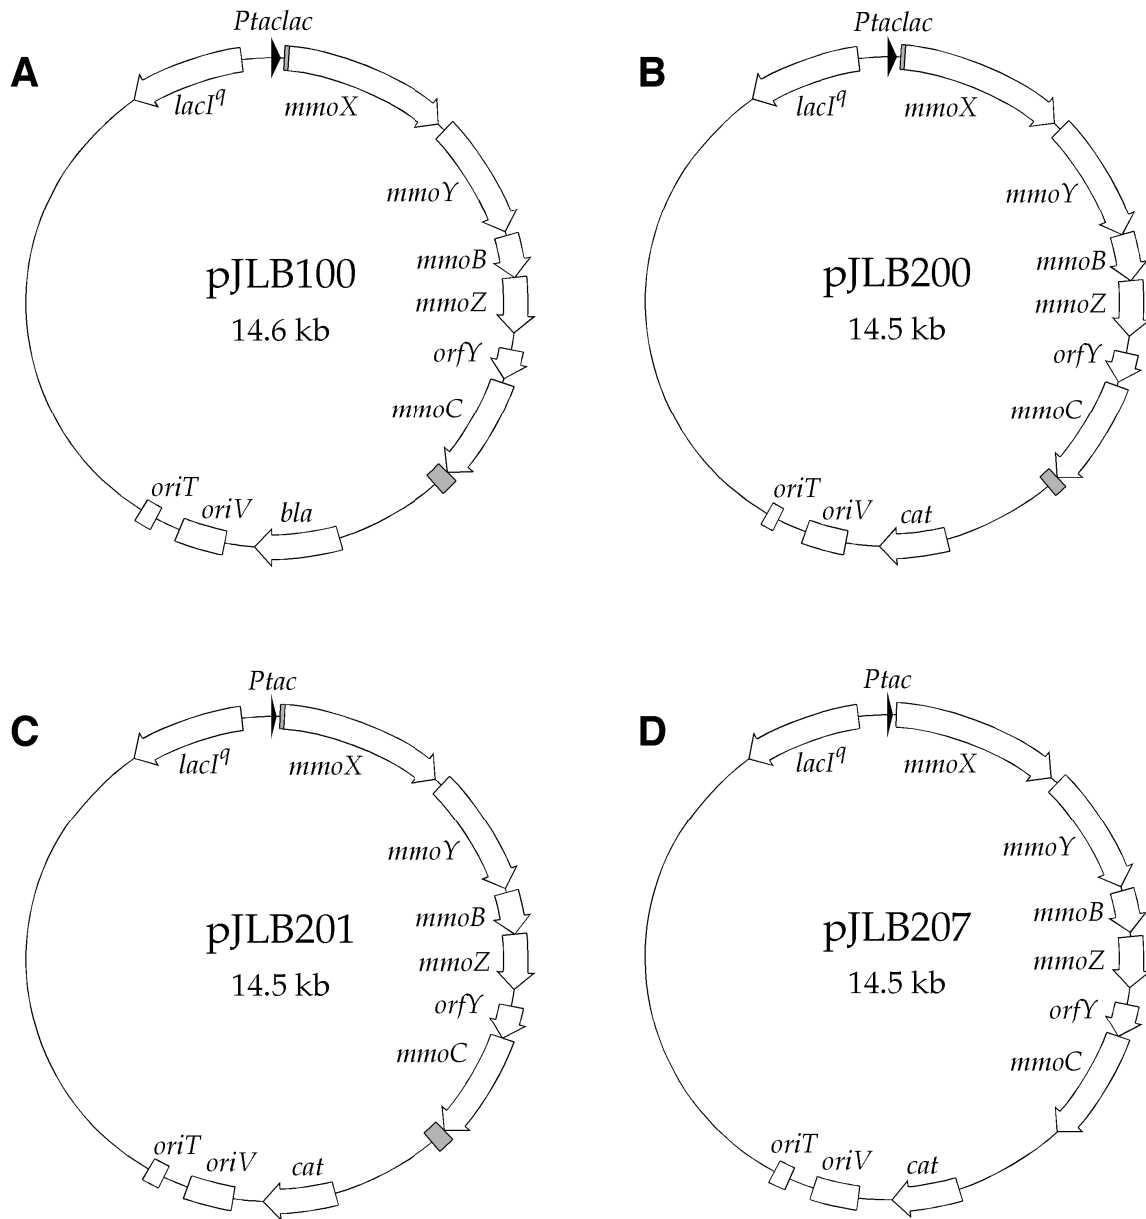 A
Ptaclac
lacI^q
mmoX
mmoY
mmoB
mmoZ
orfY
mmoC
pJLB100
14.6 kb
oriT
oriV
bla
B
Ptaclac
lacI^q
mmoX
mmoY
mmoB
mmoZ
orfY
mmoC
pJLB200
14.5 kb
oriT
oriV
cat
C
Ptac
lacI^q
mmoX
mmoY
mmoB
mmoZ
orfY
mmoC
pJLB201
14.5 kb
oriT
oriV
cat
D
Ptac
lacI^q
mmoX
mmoY
mmoB
mmoZ
orfY
mmoC
pJLB207
14.5 kb
oriT
oriV
cat